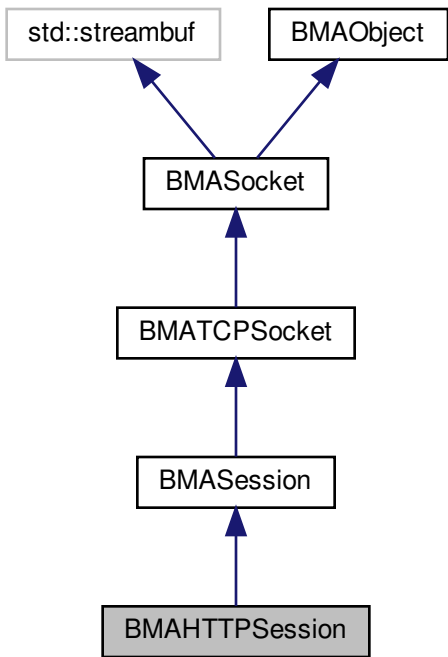 std::streambuf
BMAObject
BMASocket
BMATCPSocket
BMASession
BMAHTTPSession